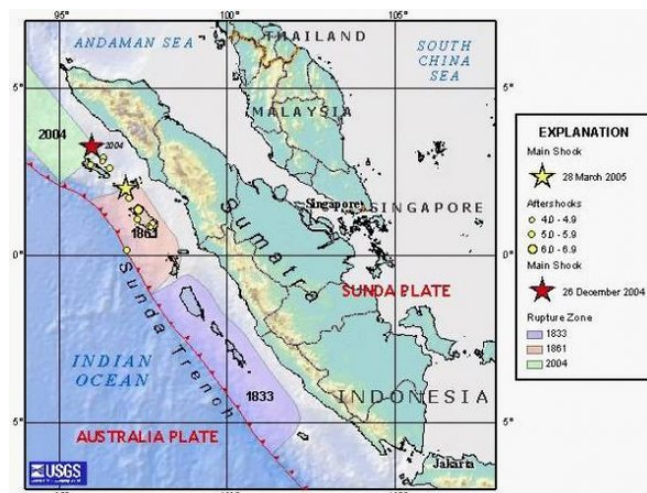 95° 100° 105°
ANDAMAN SEA
THAILAND
SOUTH
CHINA
SEA
5° 5°
MALAYSIA
2004
2004
Singapore
SINGAPORE
1861
Sumatra
0° 0°
SUNDA PLATE
Sunda Trench
INDIAN
OCEAN
1833
INDONESIA
5° 5°
AUSTRALIA PLATE
Jakarta
USGS
EXPLANATION
Main Shock
28 March 2005
Aftershocks
4.0 - 4.9
5.0 - 5.9
6.0 - 6.9
Main Shock
26 December 2004
Rupture Zone
1833
1861
2004